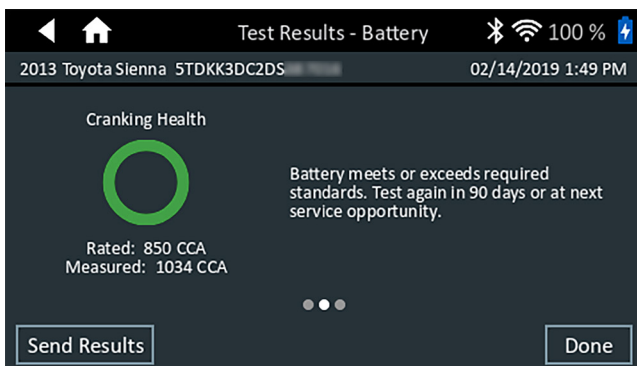 Test Results - Battery 100 %
2013 Toyota Sienna 5TDKK3DC2DS 02/14/2019 1:49 PM
Cranking Health
Battery meets or exceeds required
standards. Test again in 90 days or at next
service opportunity.
Rated: 850 CCA
Measured: 1034 CCA
Send Results Done